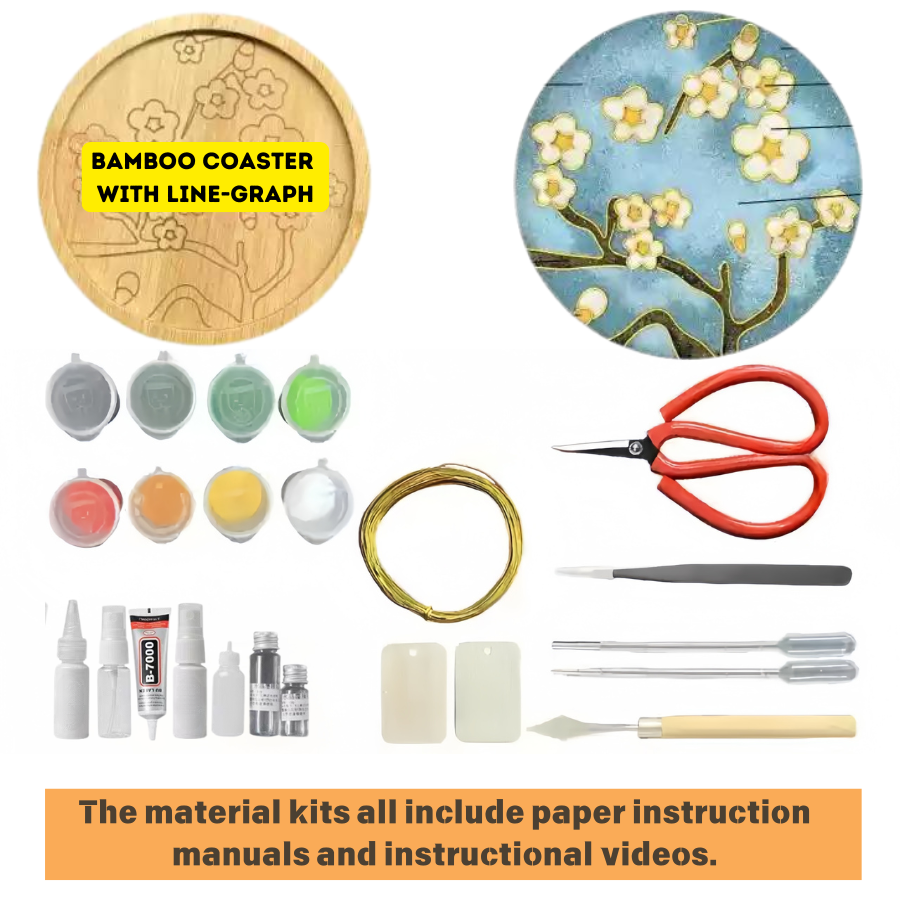 BAMBOO COASTER
WITH LINE-GRAPH
B-7000
The material kits all include paper instruction
manuals and instructional videos.